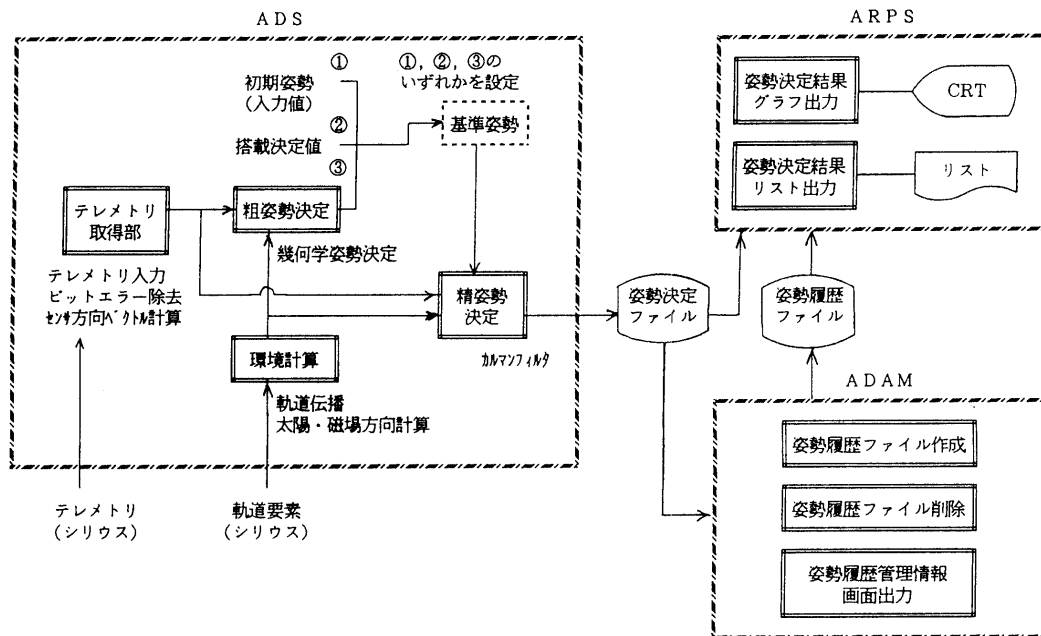 ADS
①
初期姿勢
(入力値)
②
搭載決定値
③
①, ②, ③の
いずれかを設定
基準姿勢
テレメトリ
取得部
粗姿勢決定
幾何学姿勢決定
テレメトリ入力
ビットエラー除去
センサ方向ベクトル計算
精姿勢
決定
カルマンフィルタ
環境計算
軌道伝播
太陽・磁場方向計算
テレメトリ
(シリウス)
軌道要素
(シリウス)
姿勢決定
ファイル
姿勢履歴
ファイル
ARPS
姿勢決定結果
グラフ出力
CRT
姿勢決定結果
リスト出力
リスト
ADAM
姿勢履歴ファイル作成
姿勢履歴ファイル削除
姿勢履歴管理情報
画面出力